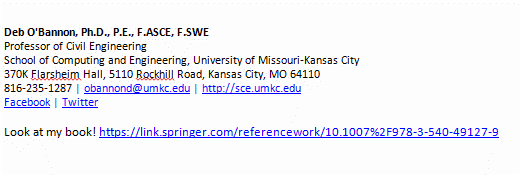 Deb O'Bannon, Ph.D., P.E., F.ASCE, F.SWE
Professor of Civil Engineering
School of Computing and Engineering, University of Missouri-Kansas City
370K Flarsheim Hall, 5110 Rockhill Road, Kansas City, MO 64110
816-235-1287 | obannond@umkc.edu | http://sce.umkc.edu
Facebook | Twitter
Look at my book! https://link.springer.com/referencework/10.1007%2F978-3-540-49127-9